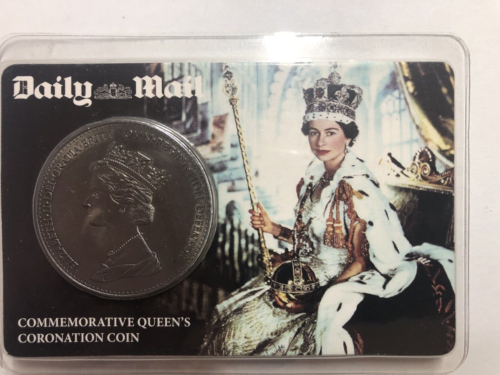 Daily Mail
COMMEMORATIVE QUEEN'S
CORONATION COIN